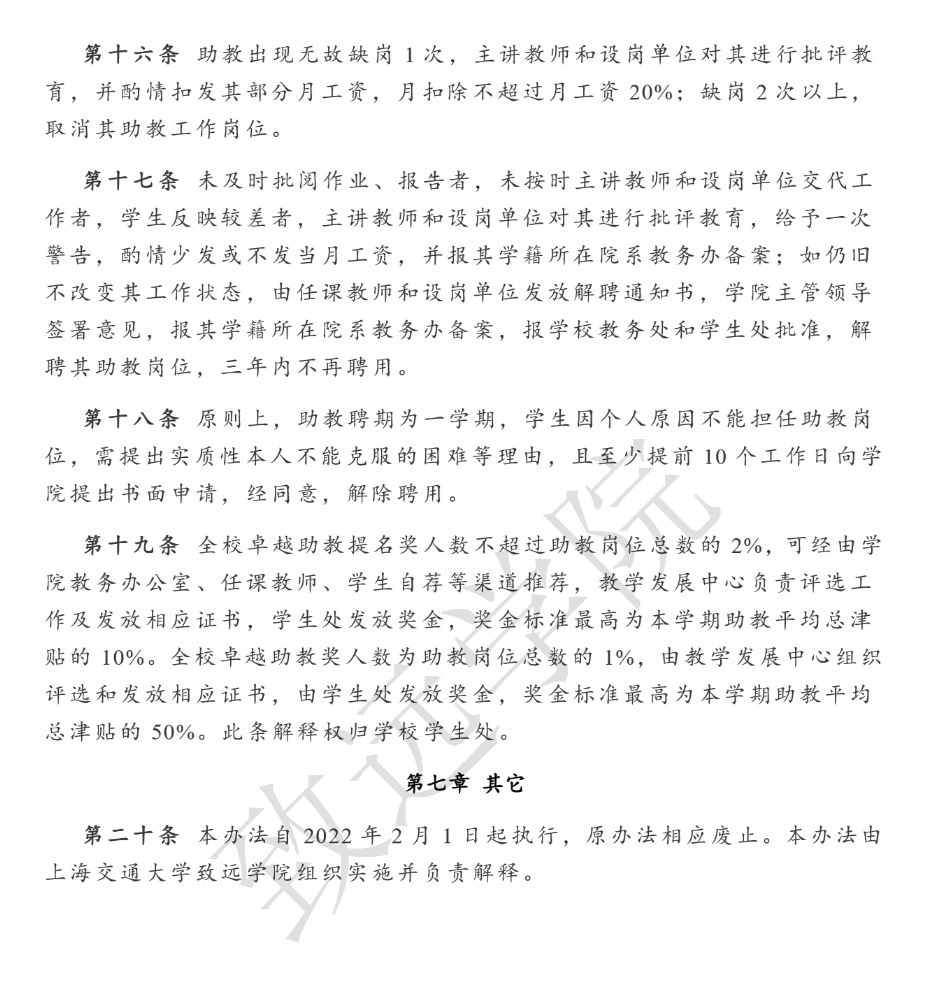 第十六条 助教出现无故缺岗 1 次，主讲教师和设岗单位对其进行批评教
育，并酌情扣发其部分月工资，月扣除不超过月工资 20%；缺岗 2 次以上，
取消其助教工作岗位。
第十七条 未及时批阅作业、报告者，未按时主讲教师和设岗单位交代工
作者，学生反映较差者，主讲教师和设岗单位对其进行批评教育，给予一次
警告，酌情少发或不发当月工资，并报其学籍所在院系教务办备案；如仍旧
不改变其工作状态，由任课教师和设岗单位发放解聘通知书，学院主管领导
签署意见，报其学籍所在院系教务办备案，报学校教务处和学生处批准，解
聘其助教岗位，三年内不再聘用。
第十八条 原则上，助教聘期为一学期，学生因个人原因不能担任助教岗
位，需提出实质性本人不能克服的困难等理由，且至少提前 10 个工作日向学
院提出书面申请，经同意，解除聘用。
第十九条 全校卓越助教提名奖人数不超过助教岗位总数的 2%，可经由学
院教务办公室、任课教师、学生自荐等渠道推荐，教学发展中心负责评选工
作及发放相应证书，学生处发放奖金，奖金标准最高为本学期助教平均总津
贴的 10%。全校卓越助教奖人数为助教岗位总数的 1%，由教学发展中心组织
评选和发放相应证书，由学生处发放奖金，奖金标准最高为本学期助教平均
总津贴的 50%。此条解释权归学校学生处。
第七章 其它
第二十条 本办法自 2022 年 2 月 1 日起执行，原办法相应废止。本办法由
上海交通大学致远学院组织实施并负责解释。
致远学院